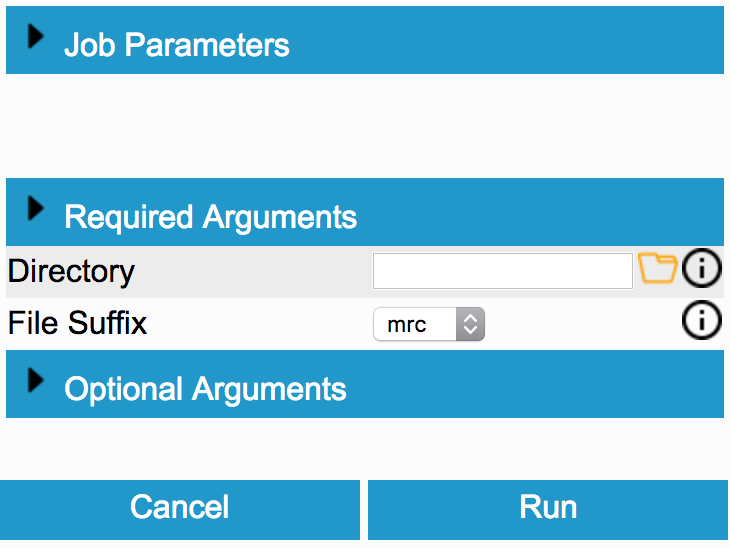 Job Parameters
Required Arguments
Directory
File Suffix mrc
Optional Arguments
Cancel Run